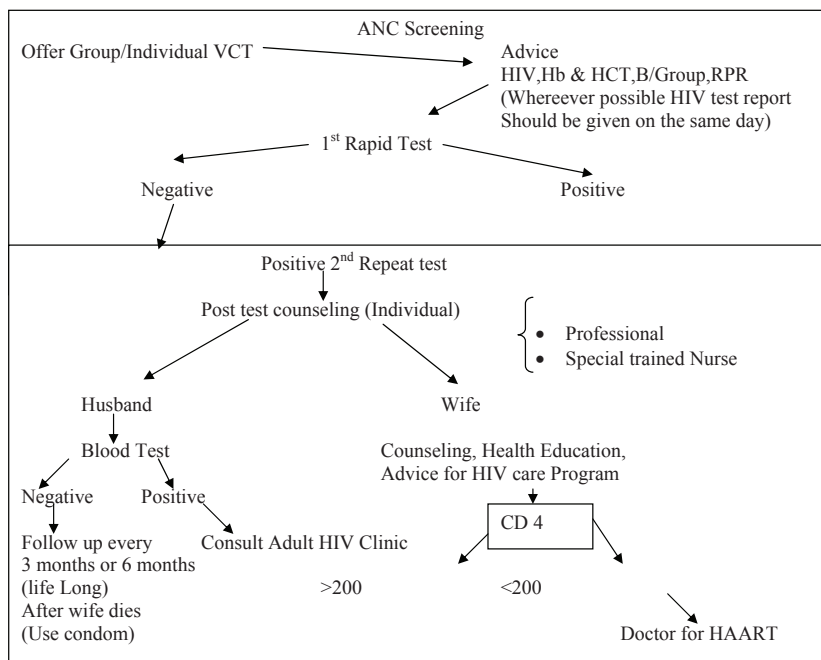 ANC Screening
Offer Group/Individual VCT
Advice
HIV,Hb & HCT,B/Group,RPR
(Whereever possible HIV test report
Should be given on the same day)
1st Rapid Test
Negative
Positive
Positive 2nd Repeat test
Post test counseling (Individual)
• Professional
• Special trained Nurse
Husband
Wife
Blood Test
Counseling, Health Education,
Advice for HIV care Program
Negative
Positive
CD 4
Follow up every
3 months or 6 months
(life Long)
After wife dies
(Use condom)
Consult Adult HIV Clinic
>200
<200
Doctor for HAART